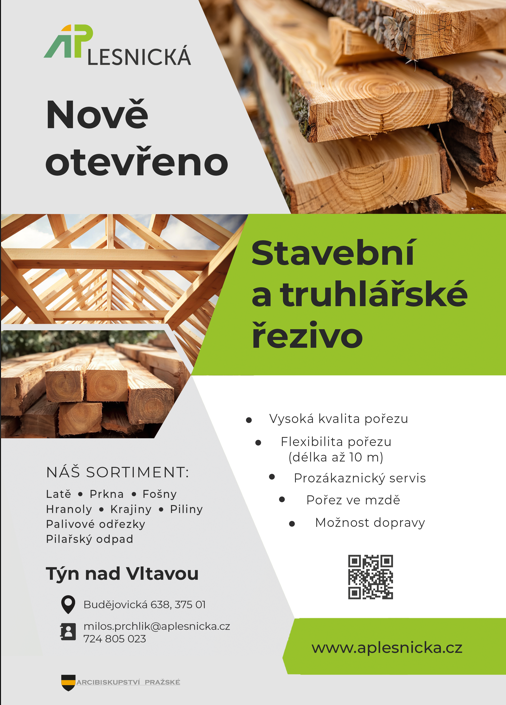 AP LESNICKÁ
Nově
otevřeno
Stavební
a truhlářské
řezivo
• Vysoká kvalita pořezu
• Flexibilita pořezu
(délka až 10 m)
• Prozákaznický servis
• Pořez ve mzdě
• Možnost dopravy
NÁŠ SORTIMENT:
Latě • Prkna • Fošny
Hranoly • Krajiny • Piliny
Palivové odřezky
Pilařský odpad
Týn nad Vltavou
Budějovická 638, 375 01
milos.prchlik@aplesnicka.cz
724 805 023
www.aplesnicka.cz
ARCIBISKUPSTVÍ PRAŽSKÉ